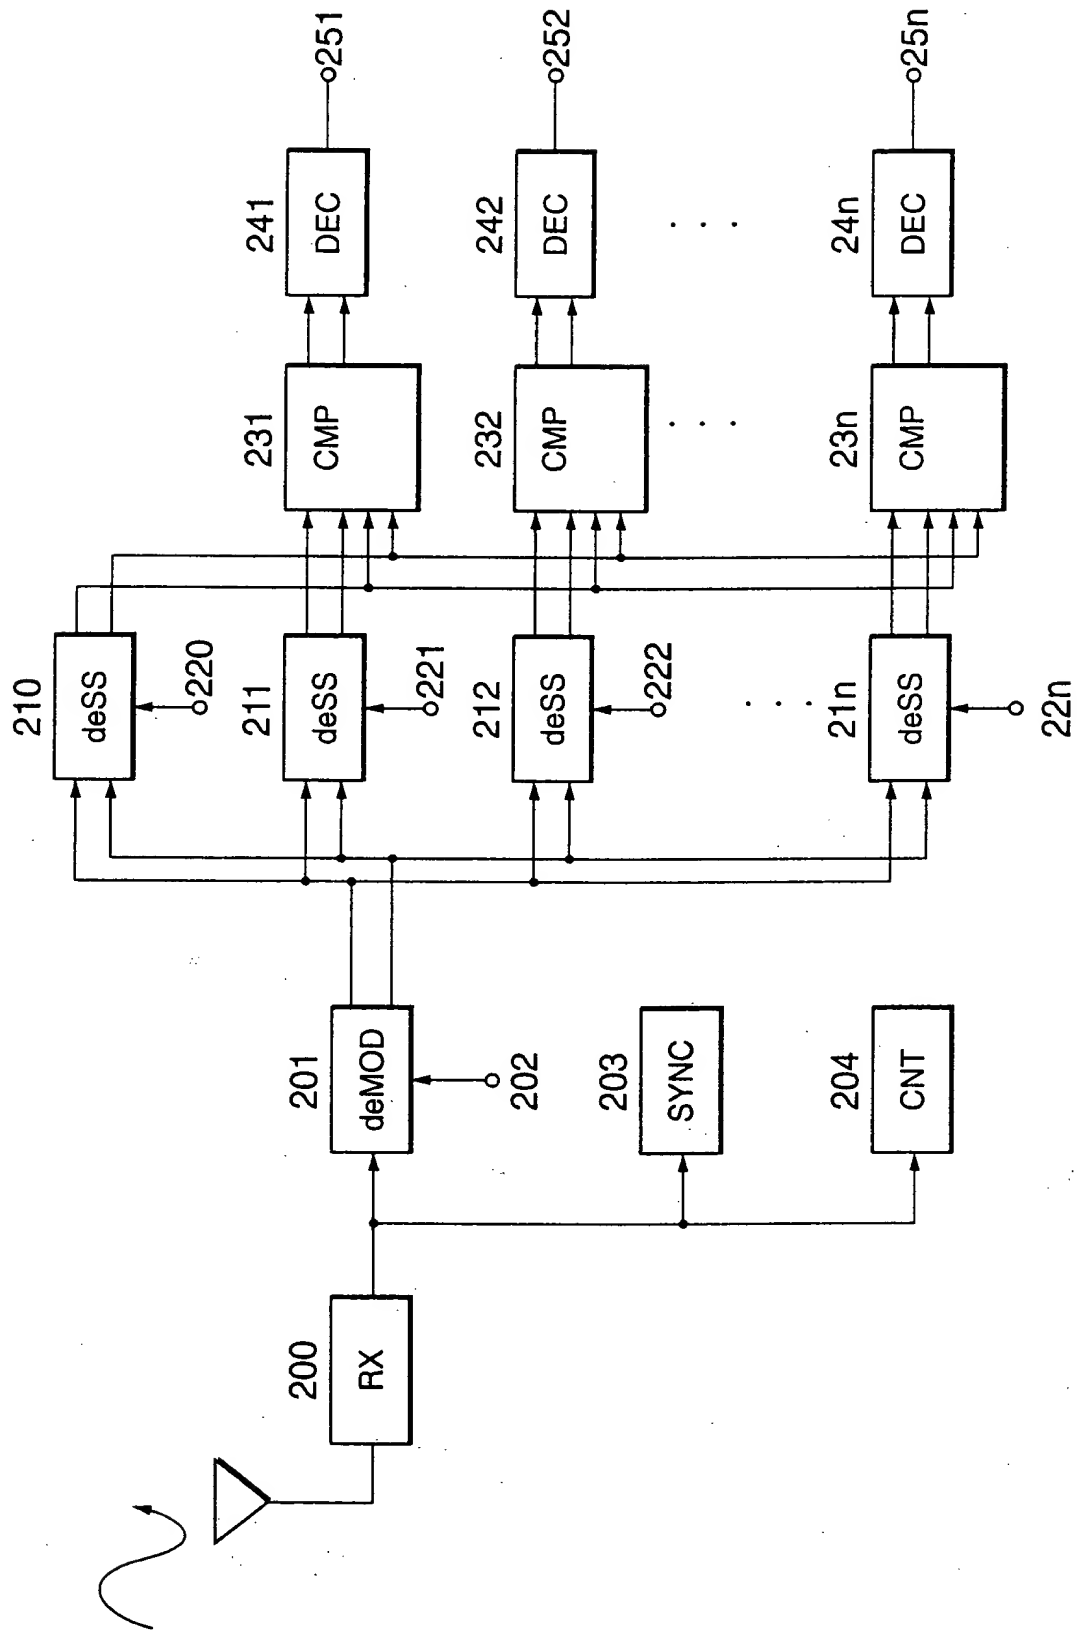 200
RX
201
deMOD
202
203
SYNC
204
CNT
210
deSS
220
211
deSS
221
212
deSS
222
. . .
21n
deSS
22n
231
CMP
232
CMP
. . .
23n
CMP
241
DEC
242
DEC
. . .
24n
DEC
251
252
25n